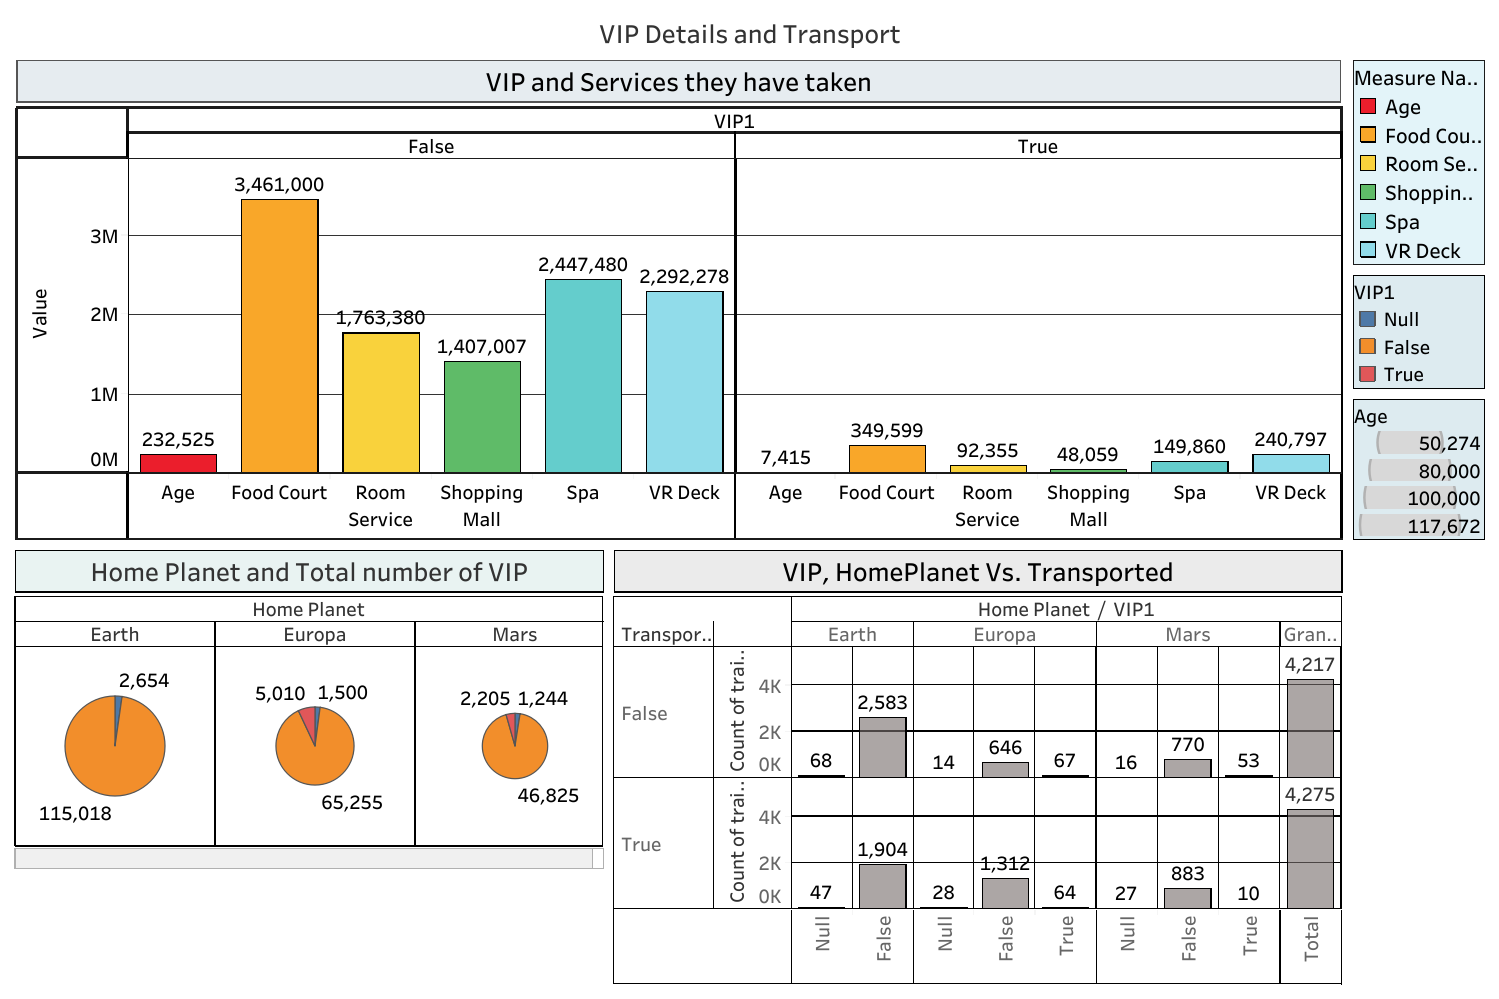 VIP Details and Transport
VIP and Services they have taken
VIP1
False
True
Value
3M
2M
1M
0M
3,461,000
2,447,480
2,292,278
1,763,380
1,407,007
232,525
7,415
349,599
92,355
48,059
149,860
240,797
Age
Food Court
Room Service
Shopping Mall
Spa
VR Deck
Age
Food Court
Room Service
Shopping Mall
Spa
VR Deck
Measure Na..
Age
Food Cou..
Room Se..
Shoppin..
Spa
VR Deck
VIP1
Null
False
True
Age
50,274
80,000
100,000
117,672
Home Planet and Total number of VIP
Home Planet
Earth
Europa
Mars
2,654
115,018
5,010
1,500
65,255
2,205
1,244
46,825
VIP, HomePlanet Vs. Transported
Home Planet / VIP1
Transpor..
Earth
Europa
Mars
Gran..
False
Count of trai..
4K
2K
0K
68
2,583
14
646
67
16
770
53
4,217
True
Count of trai..
4K
2K
0K
47
1,904
28
1,312
64
27
883
10
4,275
Null
False
Null
False
True
Null
False
True
Total